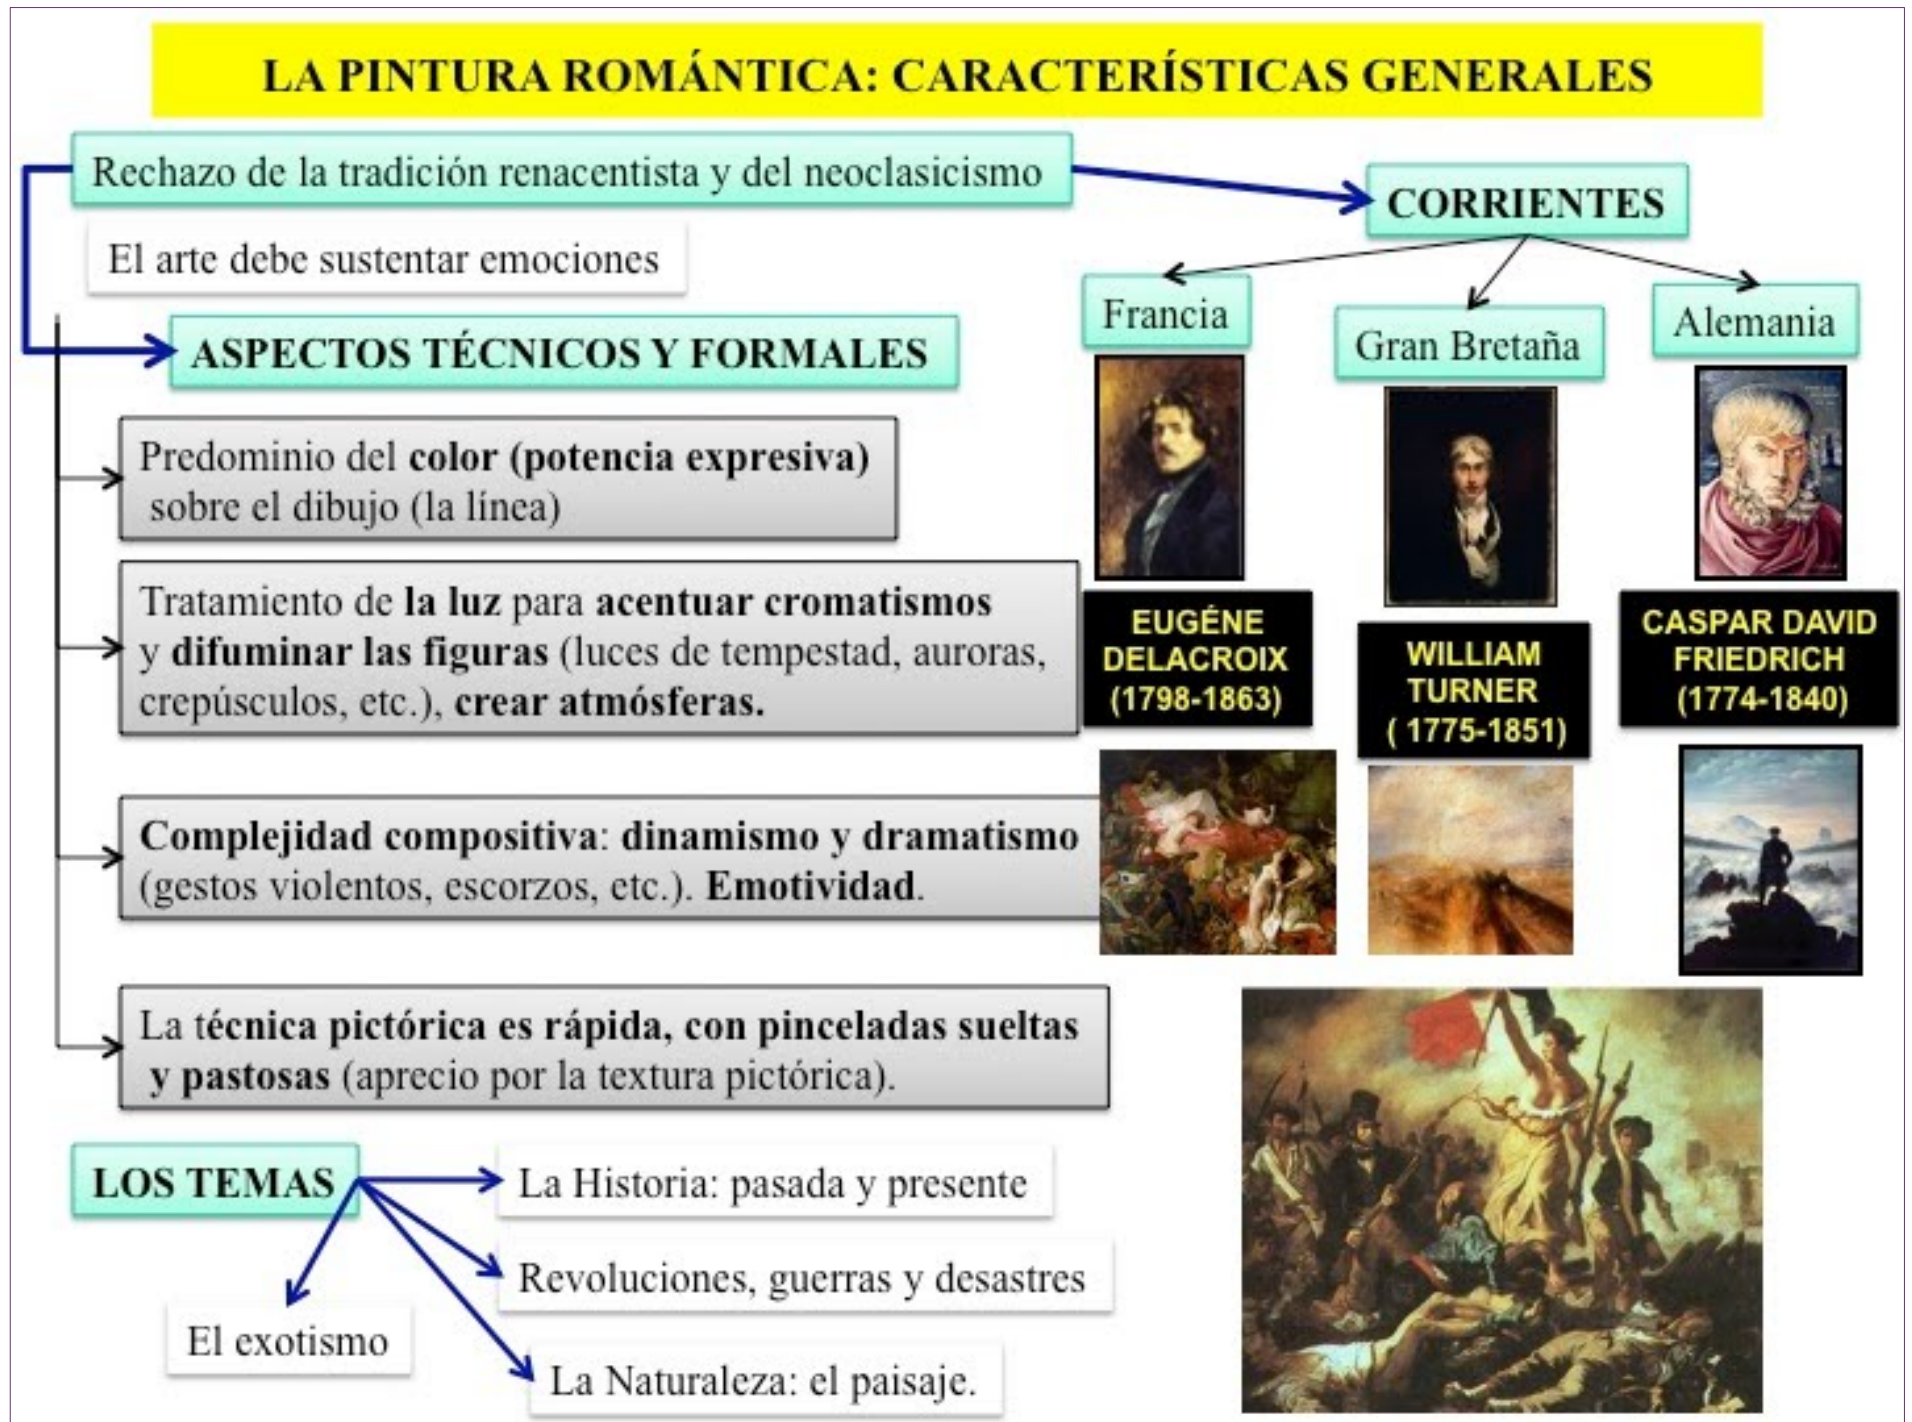 LA PINTURA ROMÁNTICA: CARACTERÍSTICAS GENERALES
Rechazo de la tradición renacentista y del neoclasicismo
El arte debe sustentar emociones
ASPECTOS TÉCNICOS Y FORMALES
Predominio del color (potencia expresiva)
sobre el dibujo (la línea)
Tratamiento de la luz para acentuar cromatismos
y difuminar las figuras (luces de tempestad, auroras,
crepúsculos, etc.), crear atmósferas.
Complejidad compositiva: dinamismo y dramatismo
(gestos violentos, escorzos, etc.). Emotividad.
La técnica pictórica es rápida, con pinceladas sueltas
y pastosas (aprecio por la textura pictórica).
LOS TEMAS
La Historia: pasada y presente
Revoluciones, guerras y desastres
El exotismo
La Naturaleza: el paisaje.
CORRIENTES
Francia
Gran Bretaña
Alemania
EUGÉNE
DELACROIX
(1798-1863)
WILLIAM
TURNER
( 1775-1851)
CASPAR DAVID
FRIEDRICH
(1774-1840)